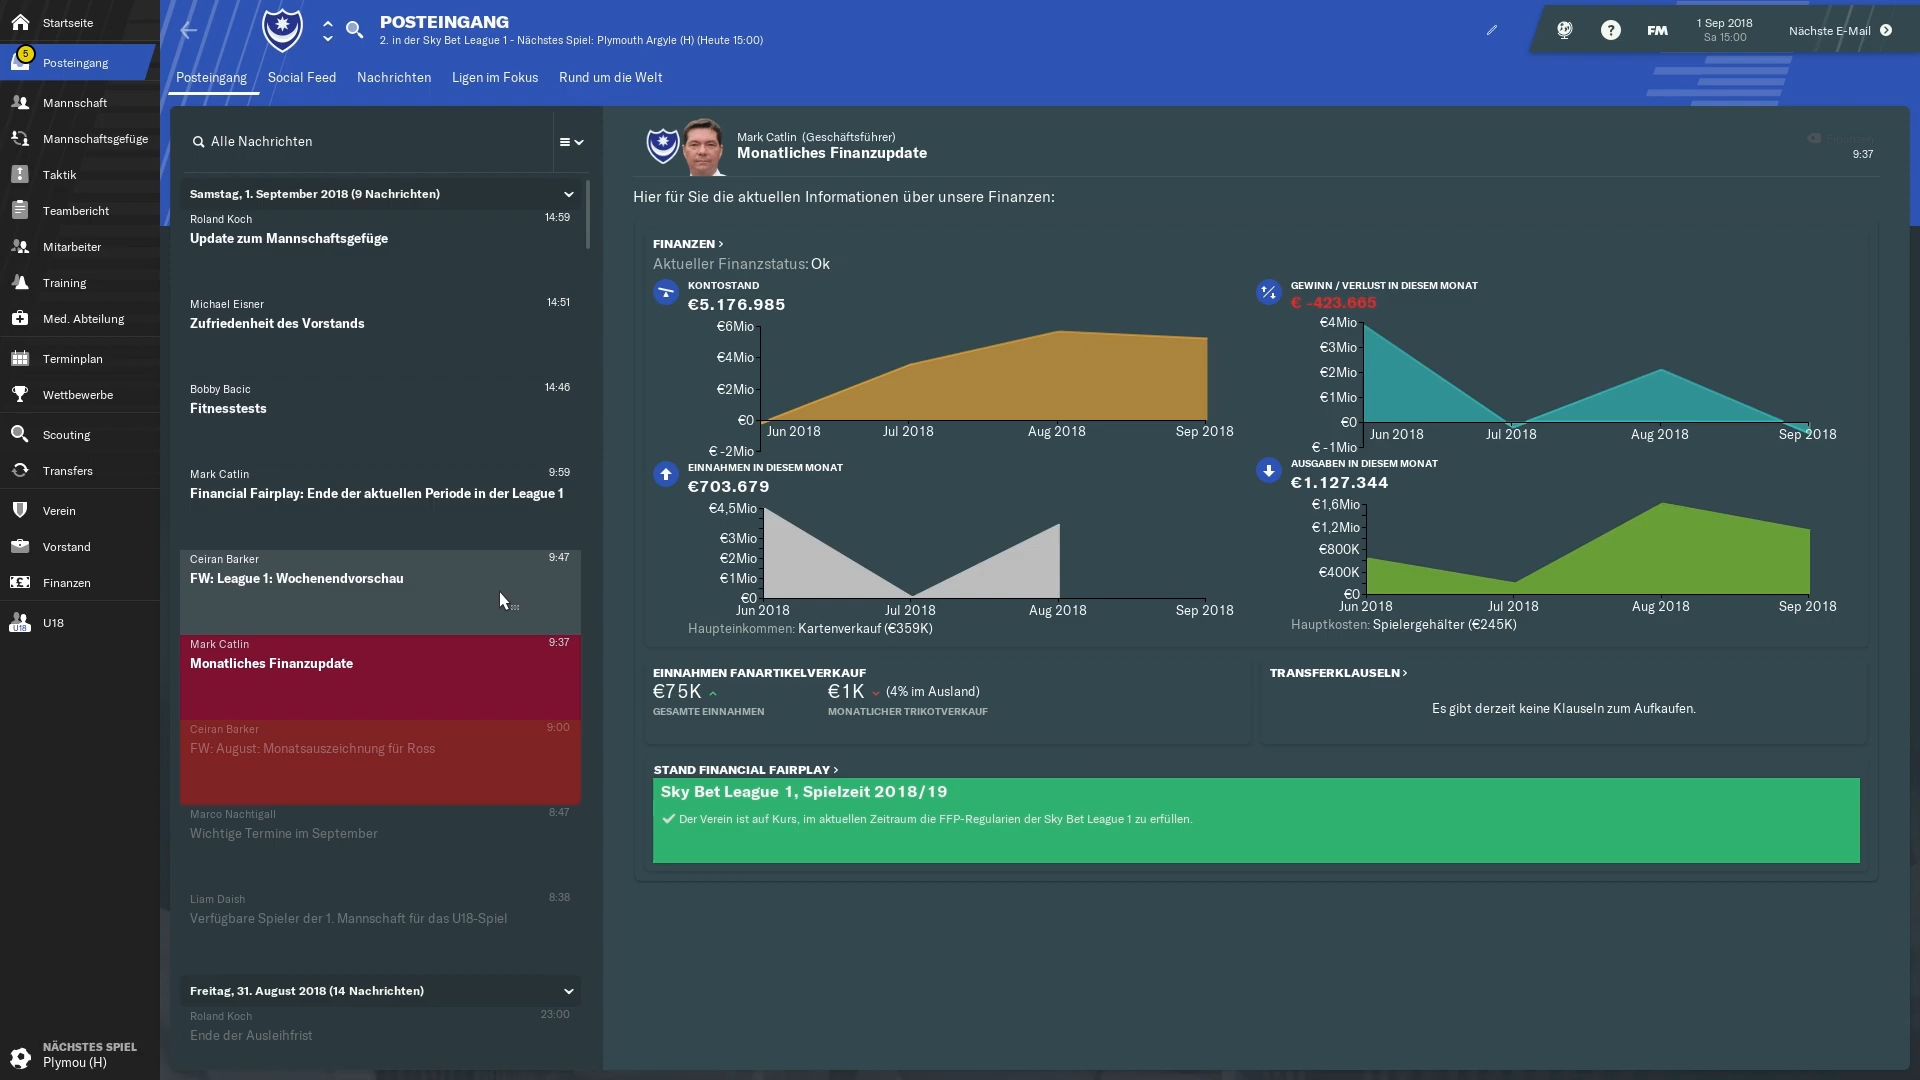 Startseite
5
Posteingang
Mannschaft
Mannschaftsgefüge
Taktik
Teambericht
Mitarbeiter
Training
Med. Abteilung
Terminplan
Wettbewerbe
Scouting
Transfers
Verein
Vorstand
Finanzen
U18
U18
NÄCHSTES SPIEL
Plymou (H)
POSTEINGANG
2. in der Sky Bet League 1 - Nächstes Spiel: Plymouth Argyle (H) (Heute 15:00)
?
FM
1 Sep 2018
Sa 15:00
Nächste E-Mail
Posteingang
Social Feed
Nachrichten
Ligen im Fokus
Rund um die Welt
Alle Nachrichten
Samstag, 1. September 2018 (9 Nachrichten)
Roland Koch 14:59
Update zum Mannschaftsgefüge
Michael Eisner 14:51
Zufriedenheit des Vorstands
Bobby Bacic 14:46
Fitnesstests
Mark Catlin 9:59
Financial Fairplay: Ende der aktuellen Periode in der League 1
Ceiran Barker 9:47
FW: League 1: Wochenendvorschau
Mark Catlin 9:37
Monatliches Finanzupdate
Ceiran Barker 9:00
FW: August: Monatsauszeichnung für Ross
Marco Nachtigall 8:47
Wichtige Termine im September
Liam Daish 8:38
Verfügbare Spieler der 1. Mannschaft für das U18-Spiel
Freitag, 31. August 2018 (14 Nachrichten)
Roland Koch 23:00
Ende der Ausleihfrist
Mark Catlin (Geschäftsführer)
Monatliches Finanzupdate
Finanzen
9:37
Hier für Sie die aktuellen Informationen über unsere Finanzen:
FINANZEN >
Aktueller Finanzstatus: Ok
KONTOSTAND
€5.176.985
€6Mio
€4Mio
€2Mio
€0
€ -2Mio
Jun 2018 Jul 2018 Aug 2018 Sep 2018
GEWINN / VERLUST IN DIESEM MONAT
€ -423.665
€4Mio
€3Mio
€2Mio
€1Mio
€0
€ -1Mio
Jun 2018 Jul 2018 Aug 2018 Sep 2018
EINNAHMEN IN DIESEM MONAT
€703.679
€4,5Mio
€3Mio
€2Mio
€1Mio
€0
Jun 2018 Jul 2018 Aug 2018 Sep 2018
Haupteinkommen: Kartenverkauf (€359K)
AUSGABEN IN DIESEM MONAT
€1.127.344
€1,6Mio
€1,2Mio
€800K
€400K
€0
Jun 2018 Jul 2018 Aug 2018 Sep 2018
Hauptkosten: Spielergehälter (€245K)
EINNAHMEN FANARTIKELVERKAUF
€75K €1K (4% im Ausland)
GESAMTE EINNAHMEN MONATLICHER TRIKOTVERKAUF
TRANSFERKLAUSELN >
Es gibt derzeit keine Klauseln zum Aufkaufen.
STAND FINANCIAL FAIRPLAY >
Sky Bet League 1, Spielzeit 2018/19
Der Verein ist auf Kurs, im aktuellen Zeitraum die FFP-Regularien der Sky Bet League 1 zu erfüllen.